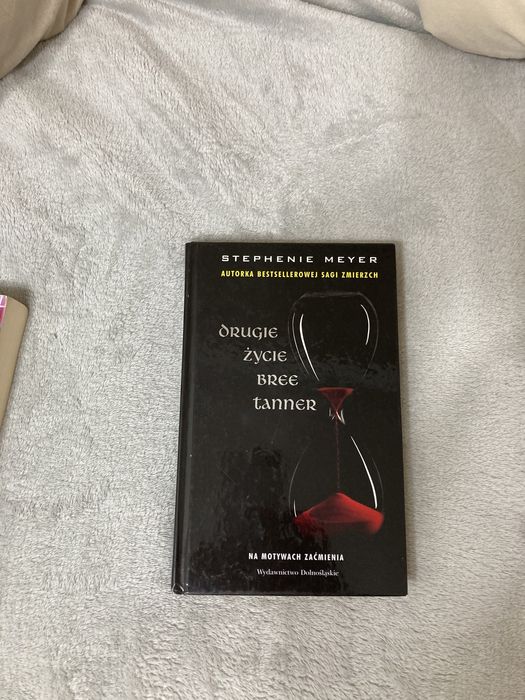 STEPHENIE MEYER
AUTORKA BESTSELLEROWEJ SAGI ZMIERZCH
DRUGIE
ŻYCIE
BREE
TANNER
NA MOTYWACH ZAĆMIENIA
Wydawnictwo Dolnośląskie